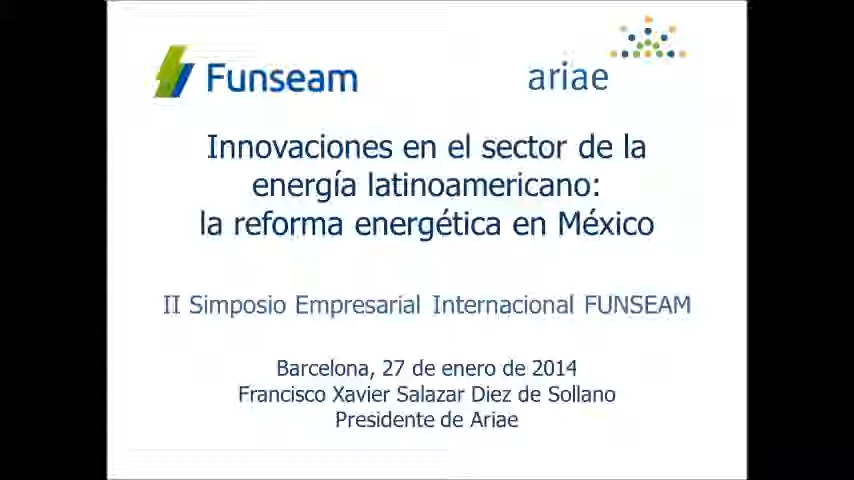 Funseam
ariae
Innovaciones en el sector de la
energía latinoamericano:
la reforma energética en México
II Simposio Empresarial Internacional FUNSEAM
Barcelona, 27 de enero de 2014
Francisco Xavier Salazar Diez de Sollano
Presidente de Ariae